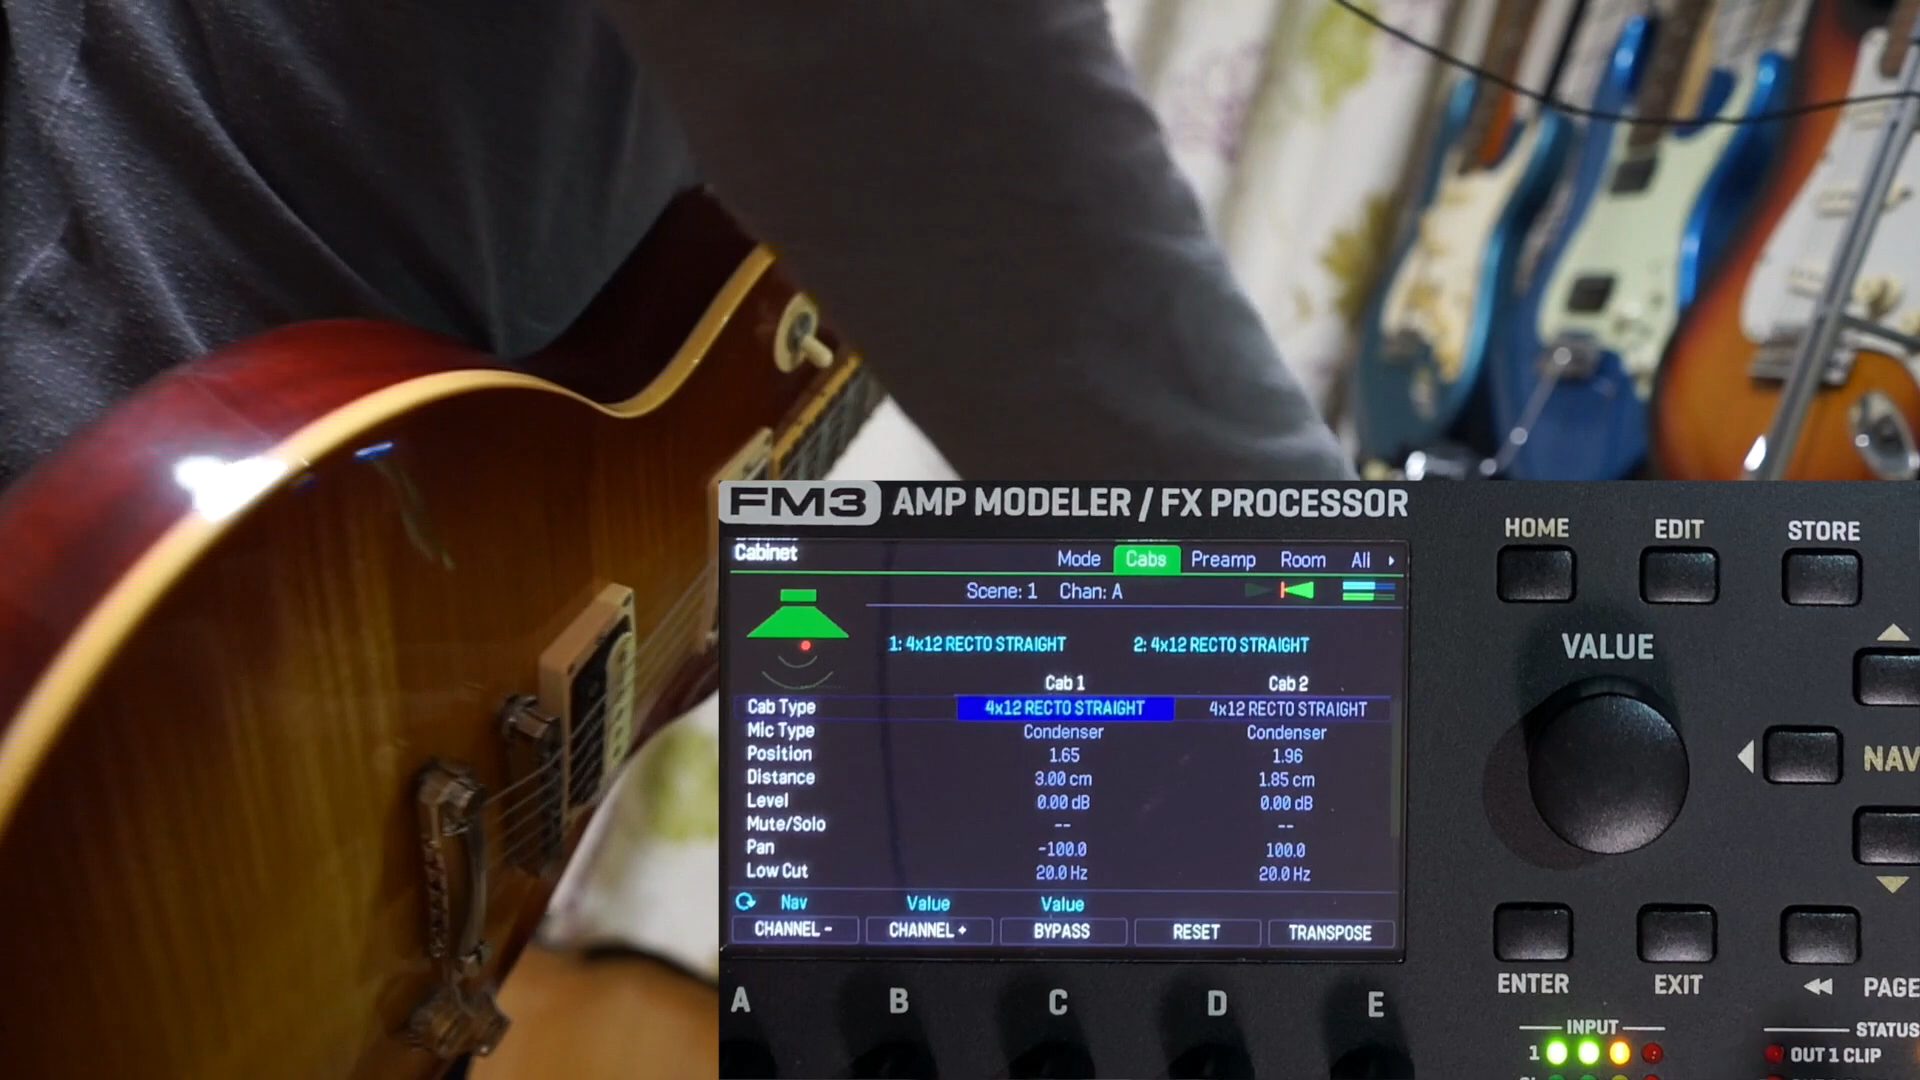 FM3 AMP MODELER / FX PROCESSOR
HOME EDIT STORE
Cabinet Mode Cabs Preamp Room All
Scene: 1 Chan: A
1: 4x12 RECTO STRAIGHT 2: 4x12 RECTO STRAIGHT
VALUE
Cab 1 Cab 2
Cab Type 4x12 RECTO STRAIGHT 4x12 RECTO STRAIGHT
Mic Type Condenser Condenser
Position 1.65 1.96
Distance 3.00 cm 1.85 cm
Level 0.00 dB 0.00 dB
Mute/Solo -- --
Pan -100.0 100.0
Low Cut 20.0 Hz 20.0 Hz
NAV
Nav Value Value
CHANNEL - CHANNEL + BYPASS RESET TRANSPOSE
ENTER EXIT PAGE
A B C D E
INPUT STATUS
1 OUT 1 CLIP